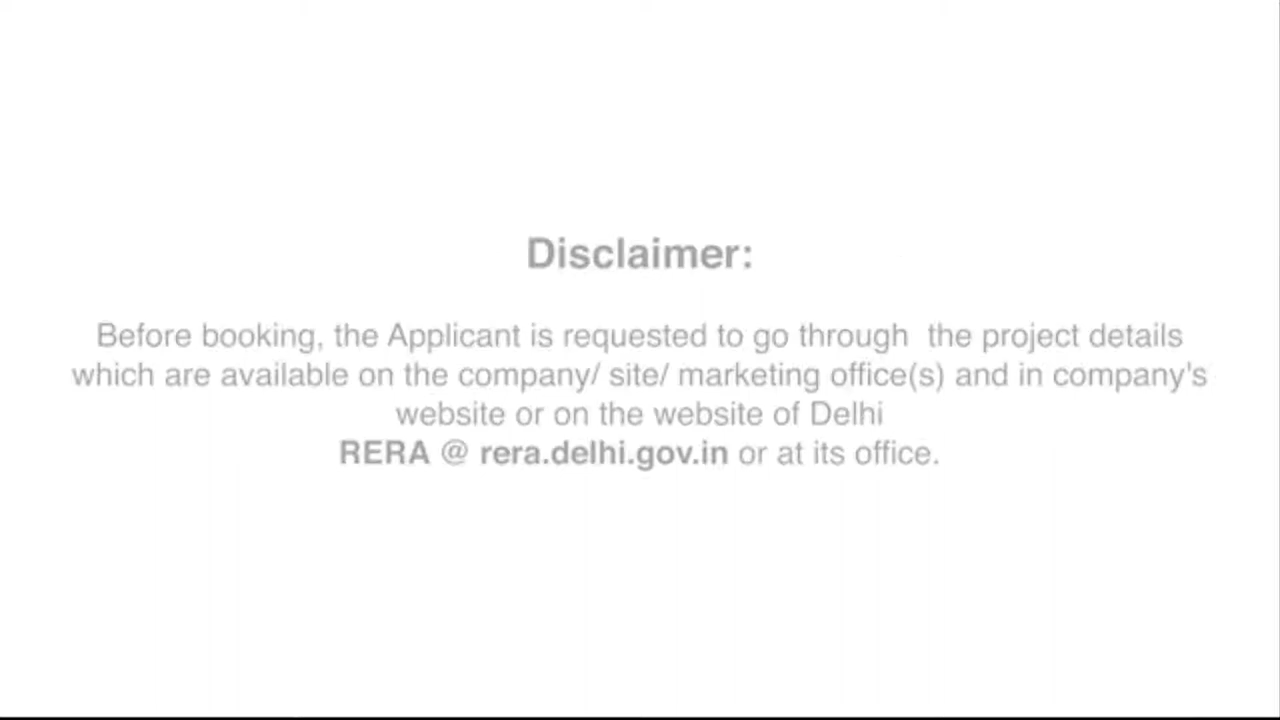 Disclaimer:
Before booking, the Applicant is requested to go through  the project details
which are available on the company/ site/ marketing office(s) and in company's
website or on the website of Delhi
RERA @ rera.delhi.gov.in or at its office.